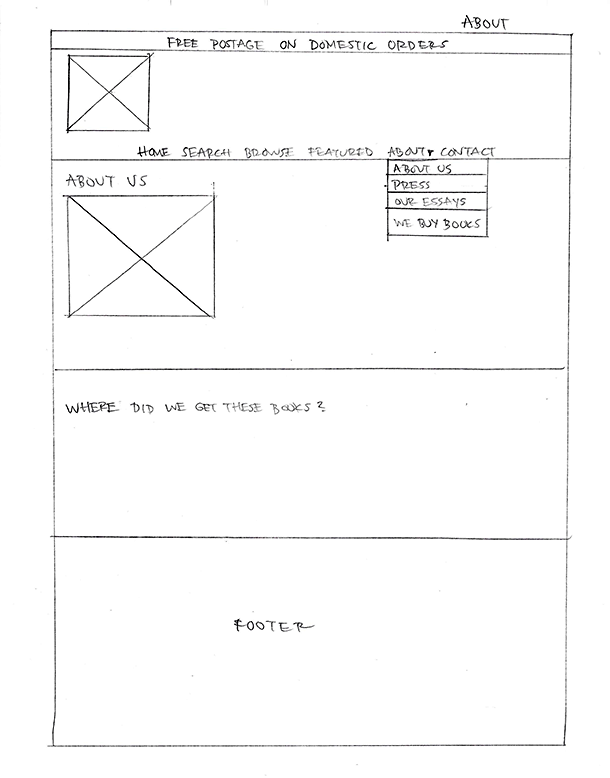 ABOUT
FREE POSTAGE ON DOMESTIC ORDERS
HOME SEARCH BROWSE FEATURED ABOUT▾ CONTACT
ABOUT US
PRESS
OUR ESSAYS
WE BUY BOOKS
ABOUT US
WHERE DID WE GET THESE BOOKS?
FOOTER